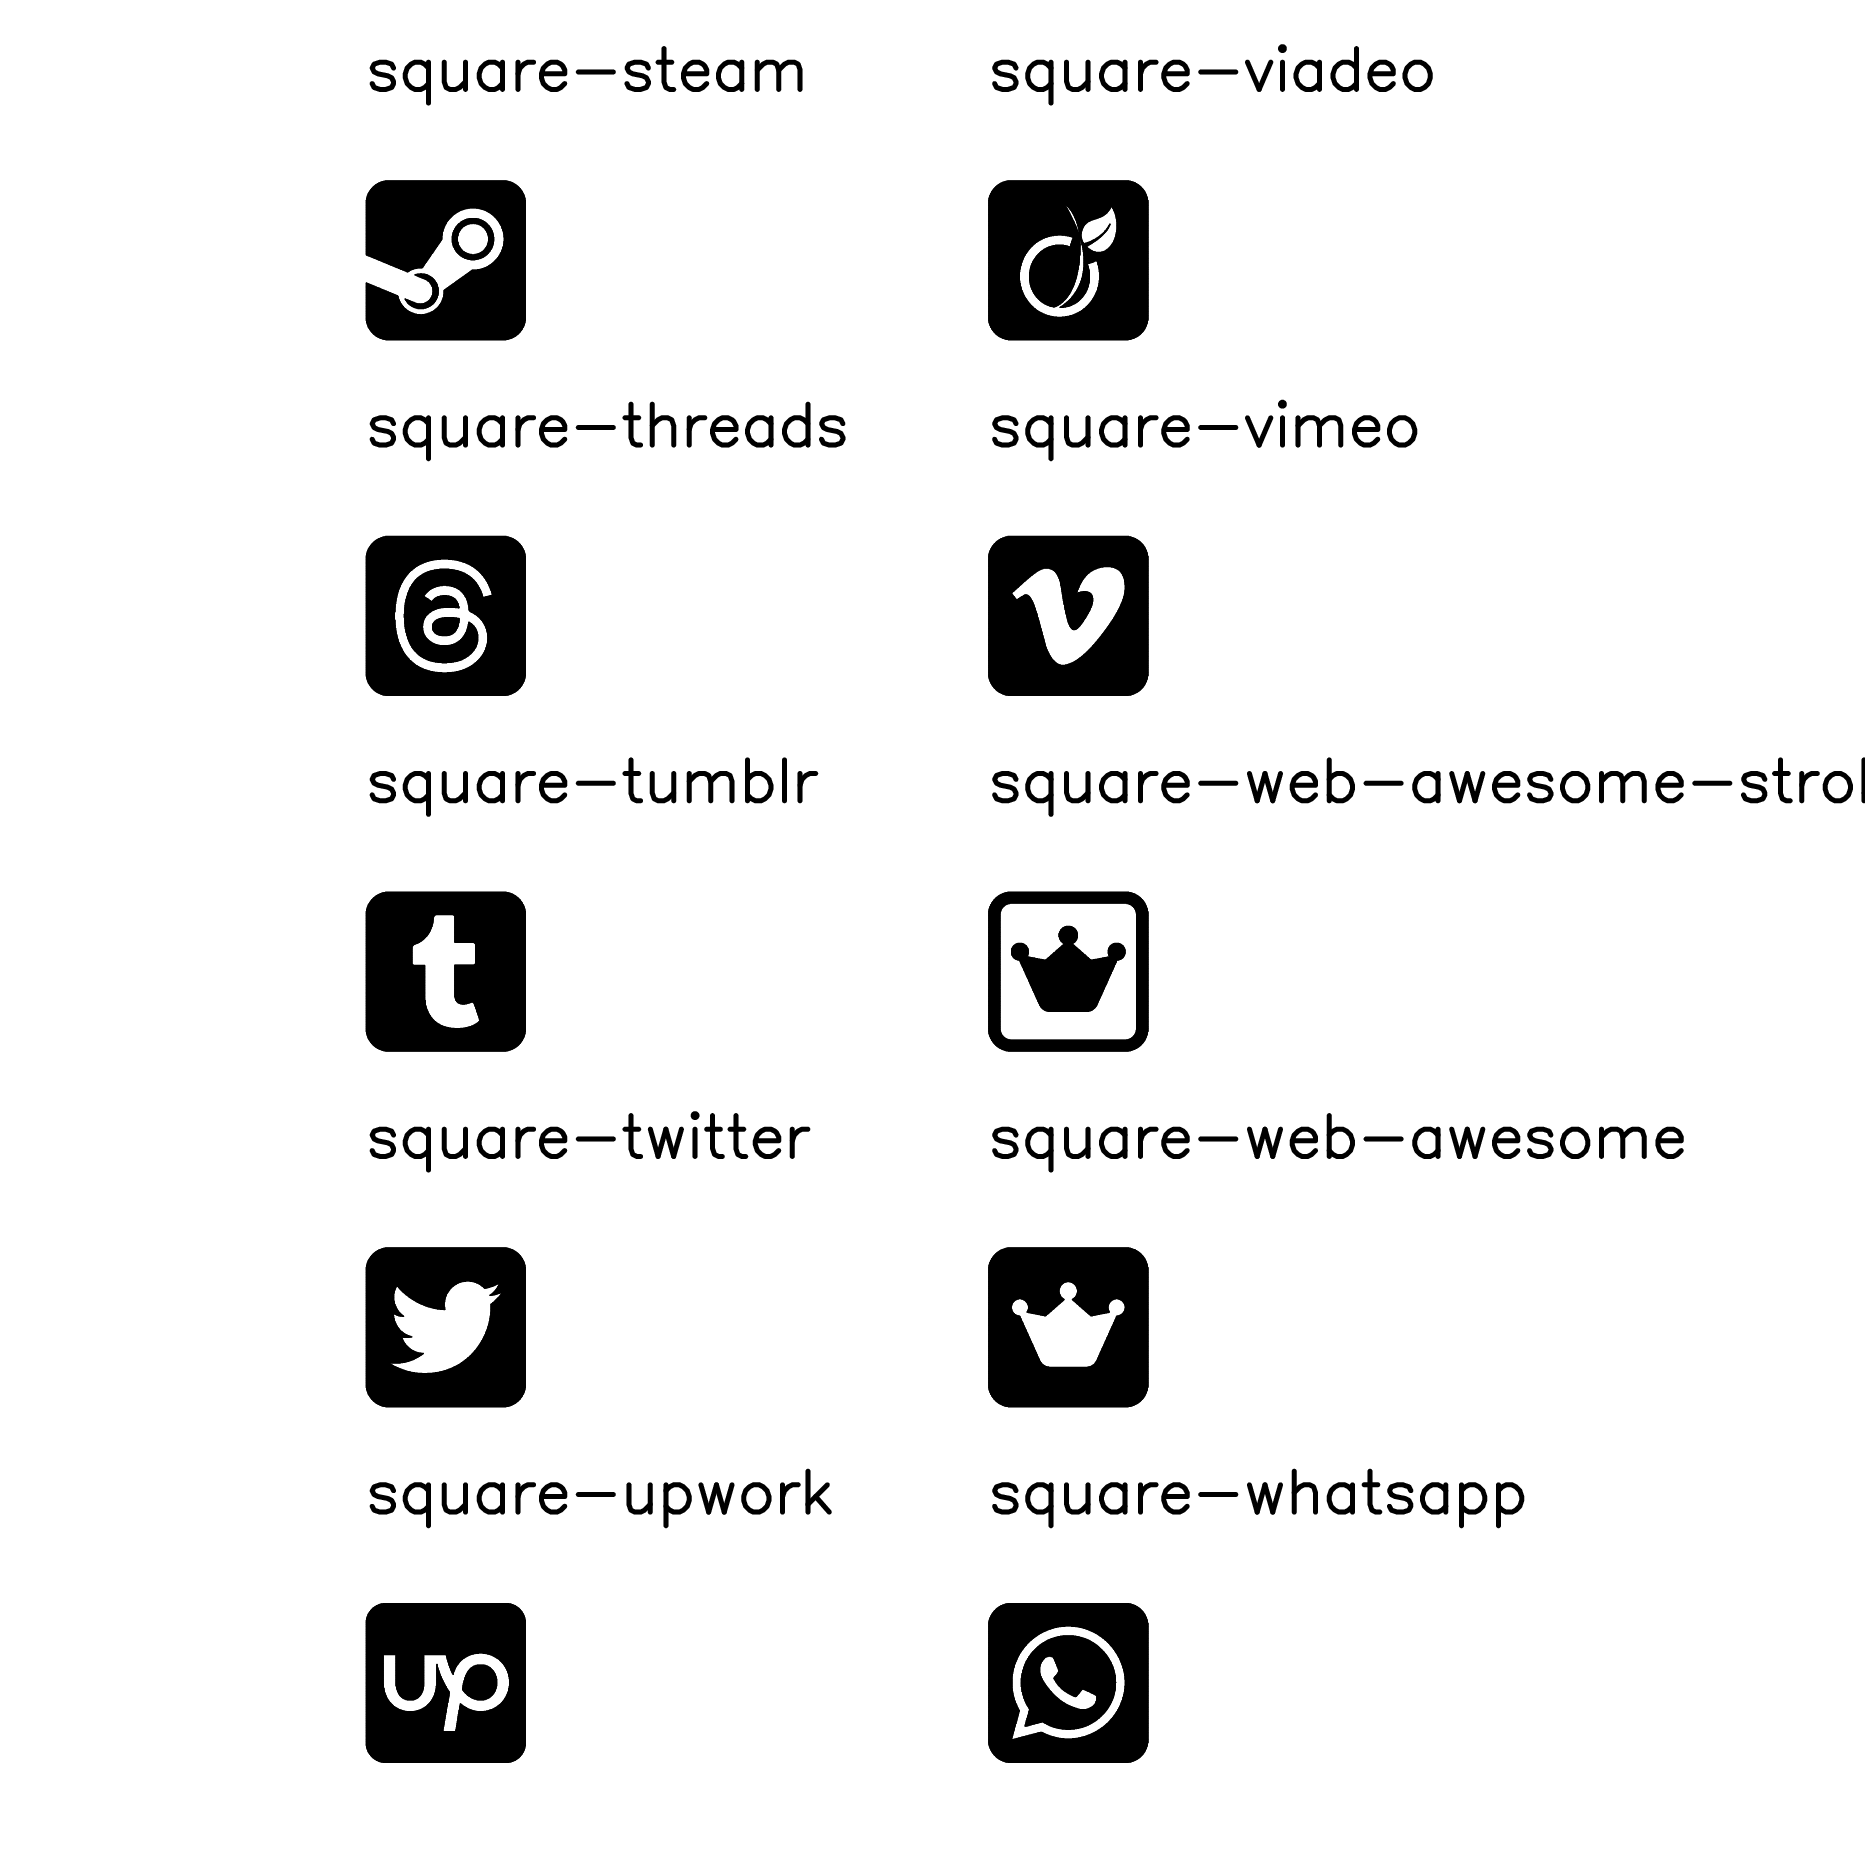 square-steam
square-viadeo
square-threads
square-vimeo
square-tumblr
square-web-awesome-stro
t
square-twitter
square-web-awesome
square-upwork
square-whatsapp
up